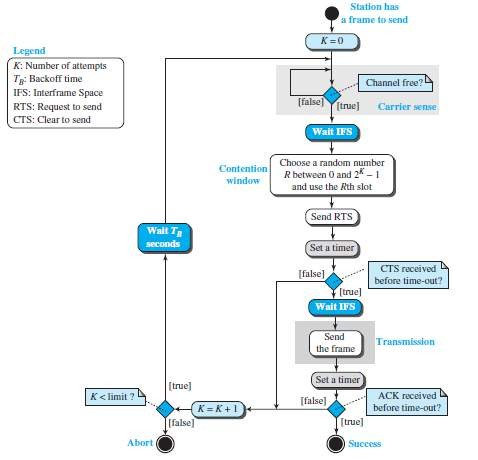 Station has
a frame to send
K = 0
Legend
K: Number of attempts
T_B: Backoff time
IFS: Interframe Space
RTS: Request to send
CTS: Clear to send
Channel free?
[false]
[true]
Carrier sense
Wait IFS
Contention
window
Choose a random number
R between 0 and 2^K − 1
and use the Rth slot
Send RTS
Wait T_B
seconds
Set a timer
[false]
CTS received
before time-out?
[true]
Wait IFS
Send
the frame
Transmission
Set a timer
[true]
K < limit ?
K = K + 1
[false]
ACK received
before time-out?
[false]
[true]
Abort
Success